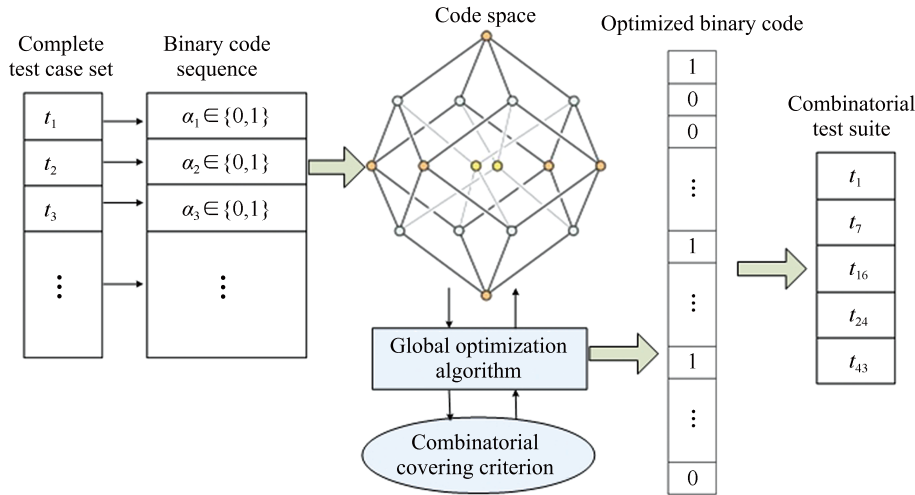 Complete
test case set
t₁
t₂
t₃
⋮
Binary code
sequence
α₁∈{0,1}
α₂∈{0,1}
α₃∈{0,1}
⋮
Code space
Global optimization
algorithm
Combinatorial
covering criterion
Optimized binary code
1
0
0
⋮
1
⋮
1
⋮
0
Combinatorial
test suite
t₁
t₇
t₁₆
t₂₄
t₄₃